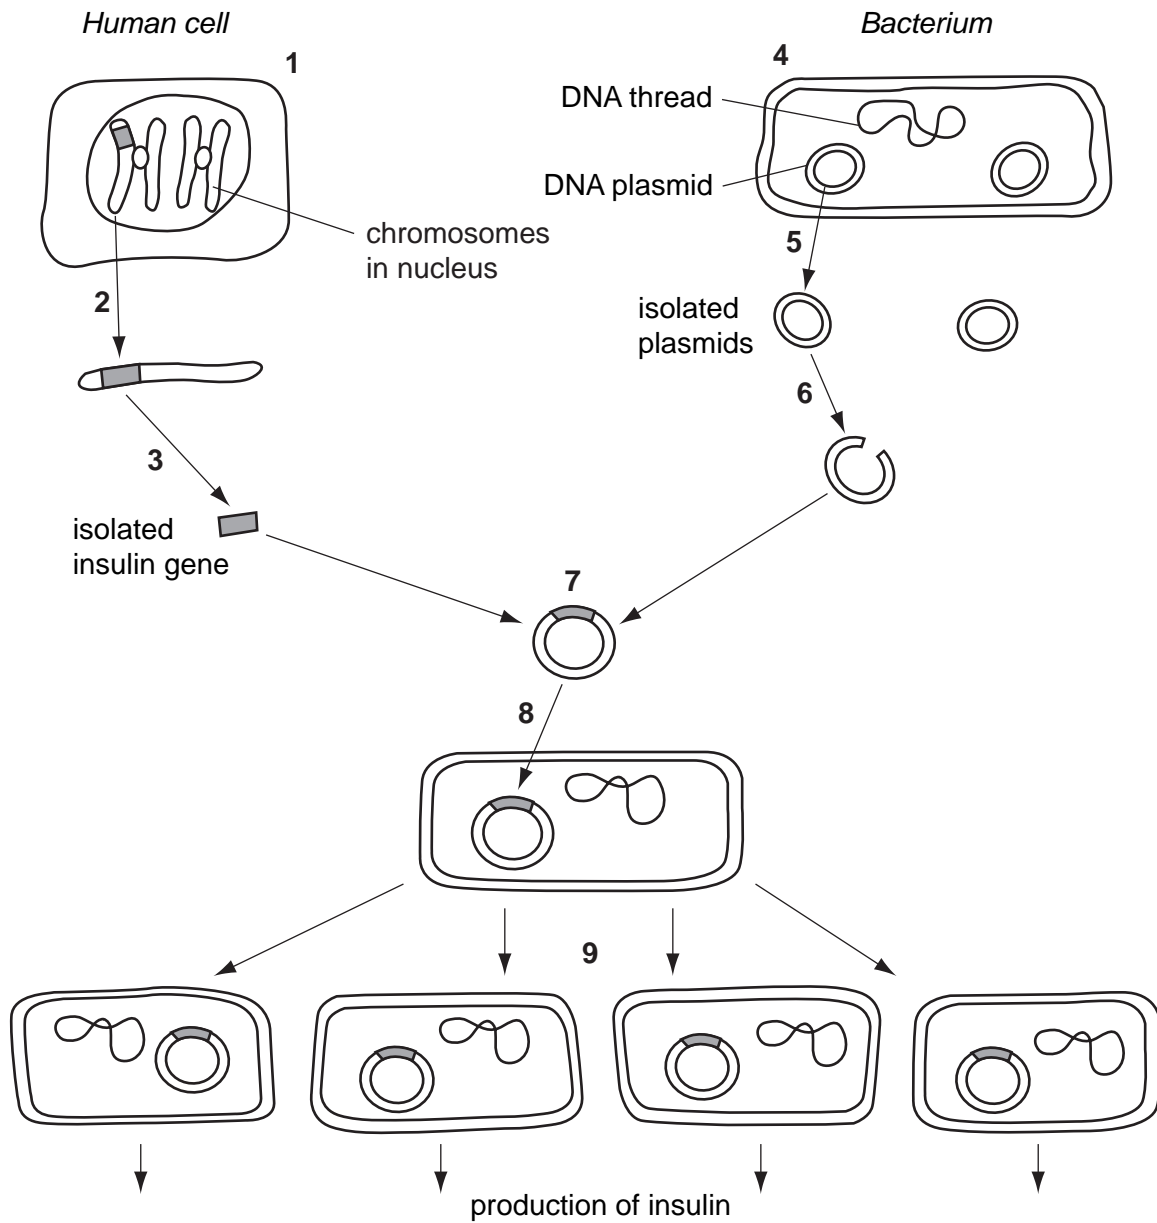 Human cell
Bacterium
1
4
DNA thread
DNA plasmid
chromosomes
in nucleus
5
2
isolated
plasmids
6
3
isolated
insulin gene
7
8
9
production of insulin